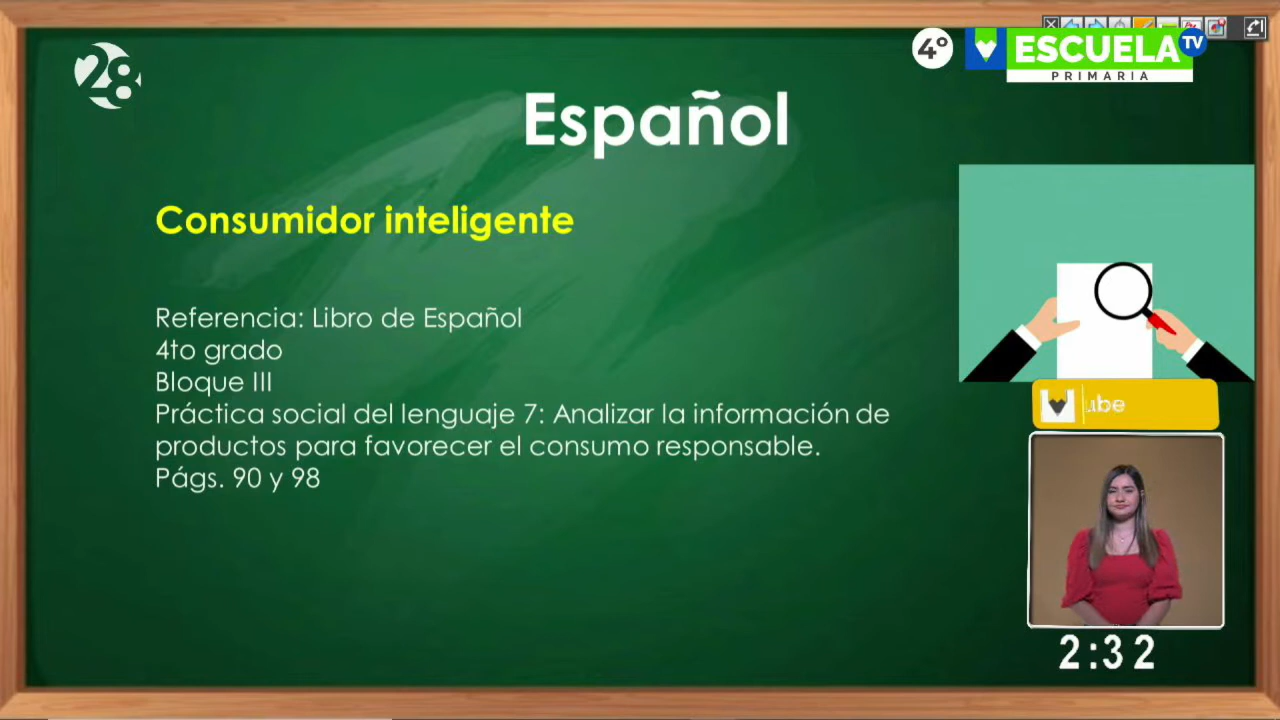 28
4°
ESCUELA TV
PRIMARIA
Español
Consumidor inteligente
Referencia: Libro de Español
4to grado
Bloque III
Práctica social del lenguaje 7: Analizar la información de
productos para favorecer el consumo responsable.
Págs. 90 y 98
2:32